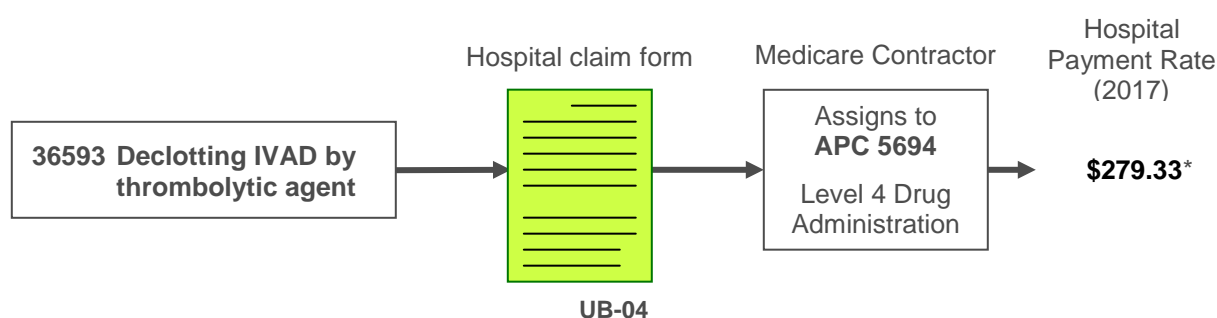 36593 Declotting IVAD by
thrombolytic agent
Hospital claim form
UB-04
Medicare Contractor
Assigns to
APC 5694
Level 4 Drug
Administration
Hospital
Payment Rate
(2017)
$279.33*